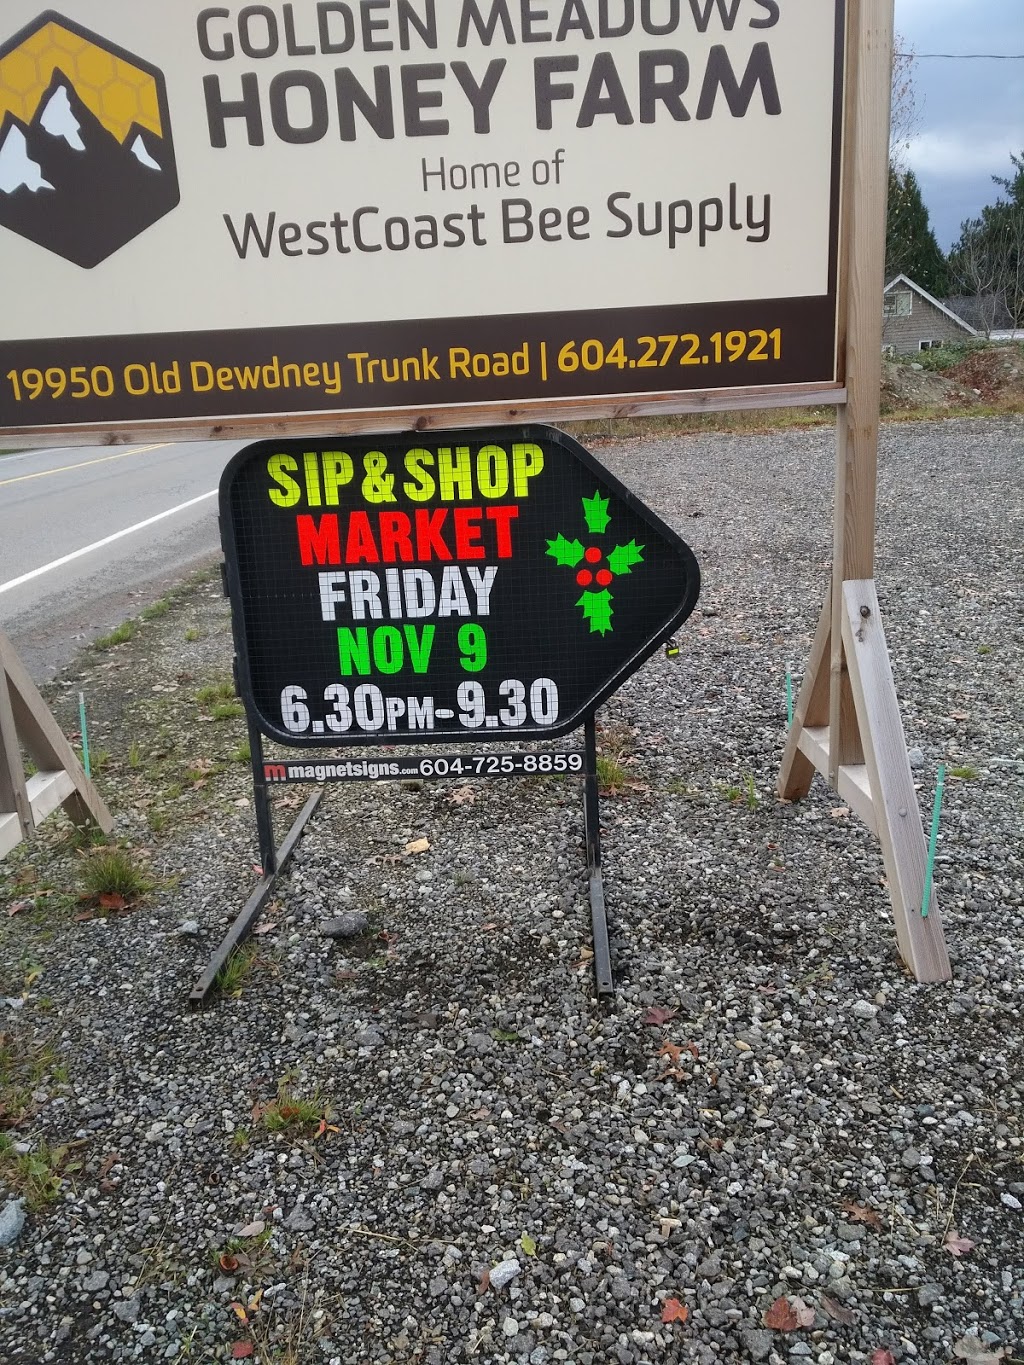 GOLDEN MEADOWS
HONEY FARM
Home of
WestCoast Bee Supply
19950 Old Dewdney Trunk Road | 604.272.1921
SIP&SHOP
MARKET
FRIDAY
NOV 9
6.30PM-9.30
m magnetsigns.com 604-725-8859